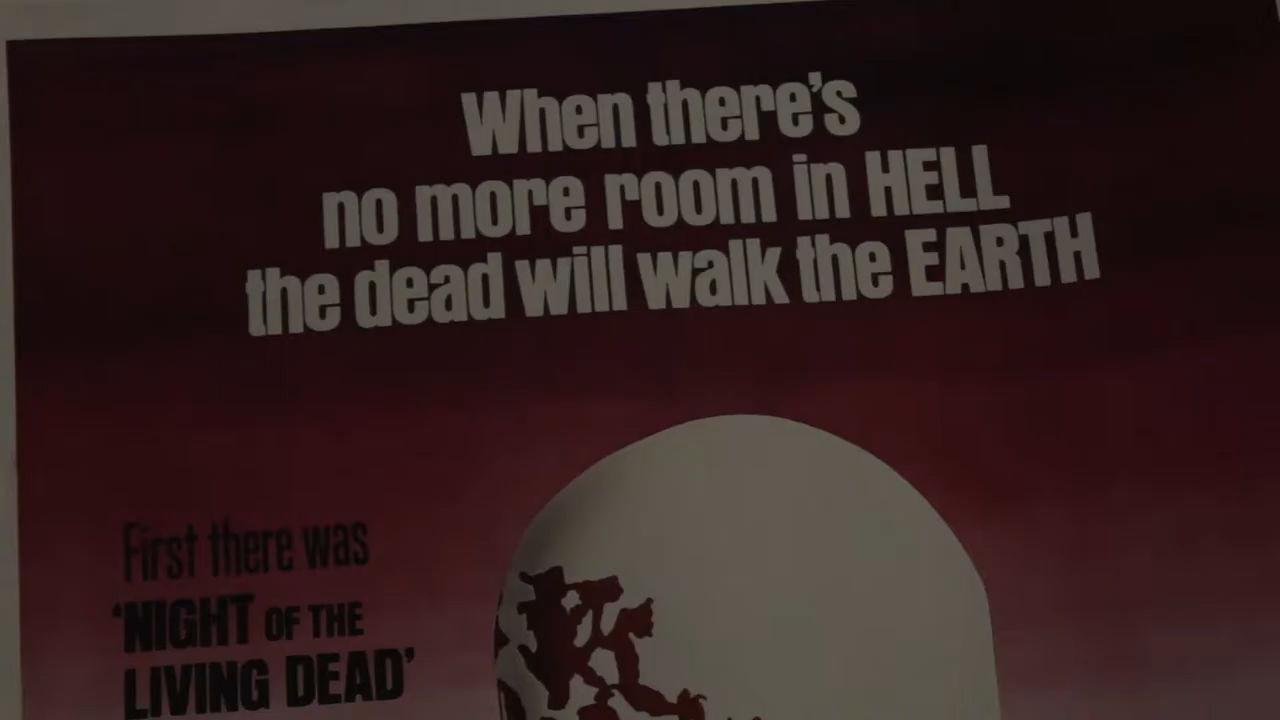 When there's
no more room in HELL
the dead will walk the EARTH
First there was
'NIGHT OF THE
LIVING DEAD'